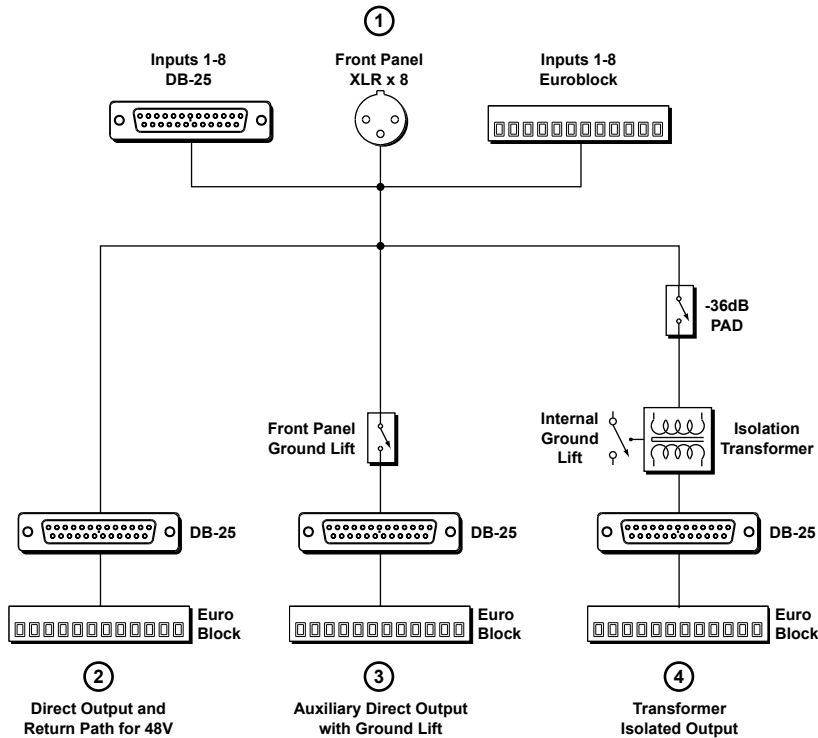 1
Inputs 1-8
DB-25
Front Panel
XLR x 8
Inputs 1-8
Euroblock
-36dB
PAD
Front Panel
Ground Lift
Internal
Ground
Lift
Isolation
Transformer
DB-25
DB-25
DB-25
Euro
Block
Euro
Block
Euro
Block
2
Direct Output and
Return Path for 48V
3
Auxiliary Direct Output
with Ground Lift
4
Transformer
Isolated Output